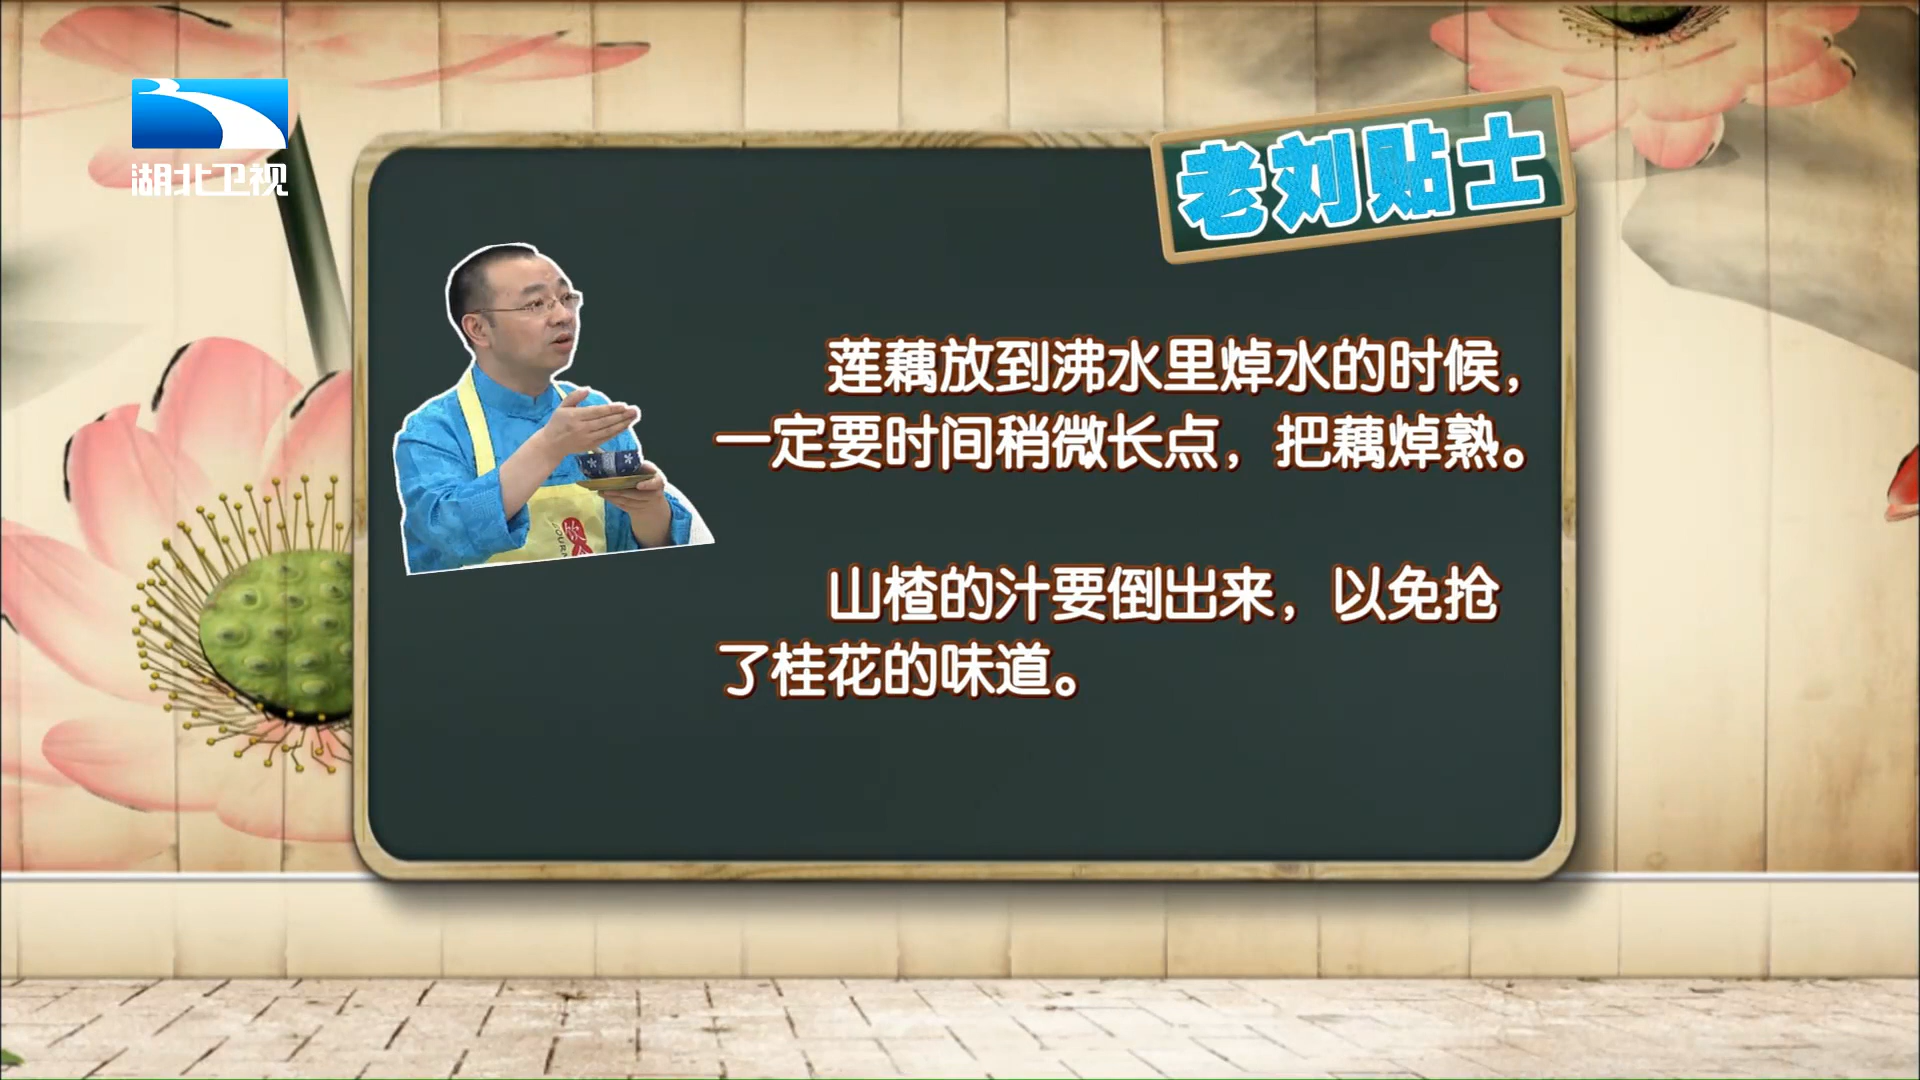 湖北卫视
老刘贴士
莲藕放到沸水里焯水的时候，
一定要时间稍微长点，把藕焯熟。
山楂的汁要倒出来，以免抢
了桂花的味道。